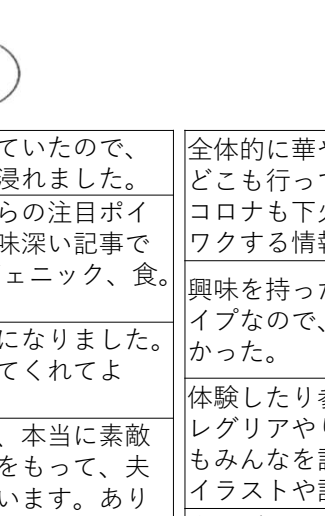 ていたので、
浸れました。
らの注目ポイ
味深い記事で
ェニック、食。
になりました。
てくれてよ
、本当に素敵
をもって、夫
います。あり
全体的に華や
どこも行って
コロナも下火
ワクする情報
興味を持った
イプなので、
かった。
体験したり
レグリアや
もみんなを
イラストや